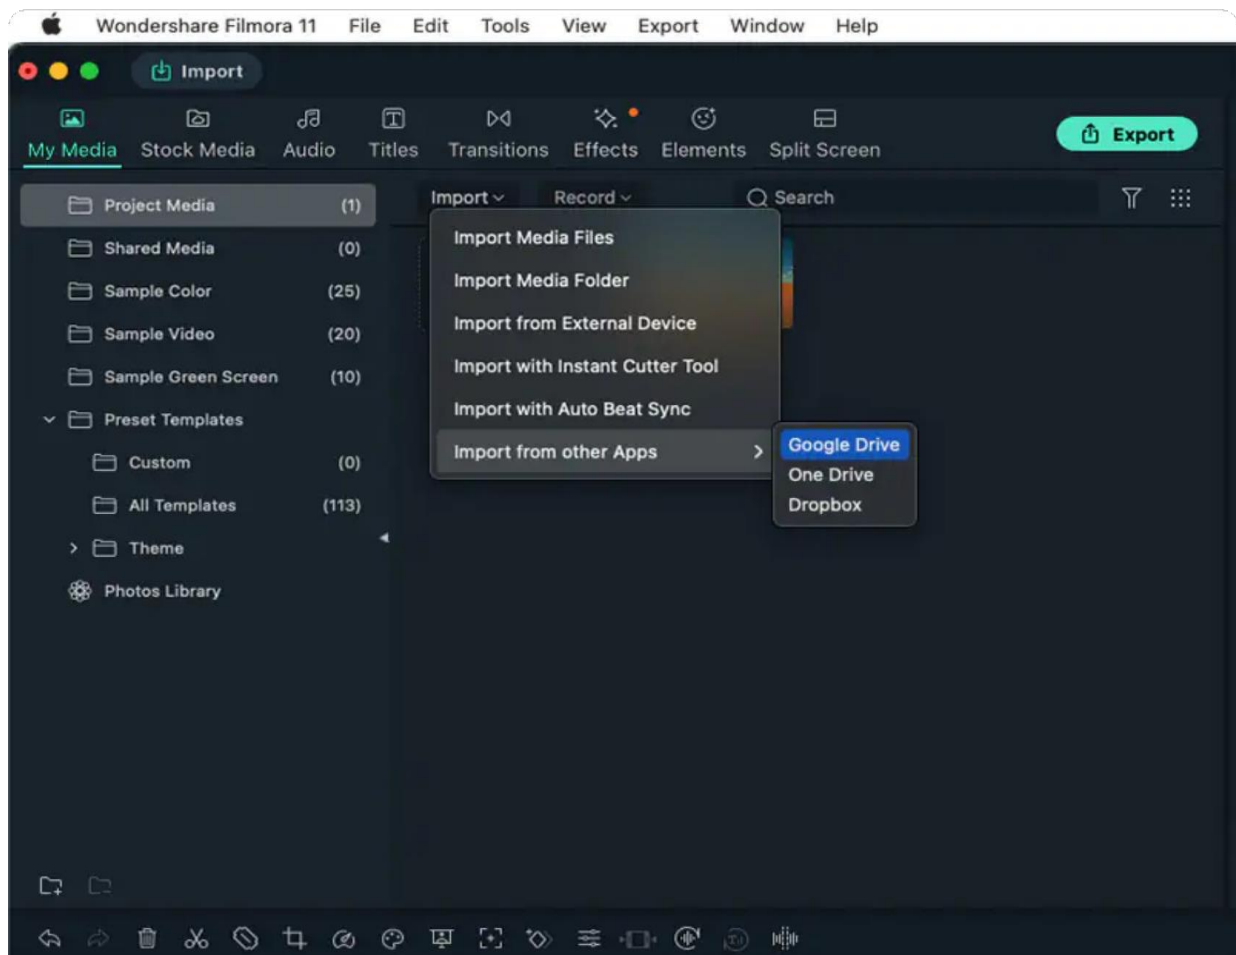 Wondershare Filmora 11 File Edit Tools View Export Window Help
Import
My Media Stock Media Audio Titles Transitions Effects Elements Split Screen Export
Project Media (1)
Shared Media (0)
Sample Color (25)
Sample Video (20)
Sample Green Screen (10)
Preset Templates
Custom (0)
All Templates (113)
Theme
Photos Library
Import Record Search
Import Media Files
Import Media Folder
Import from External Device
Import with Instant Cutter Tool
Import with Auto Beat Sync
Import from other Apps
Google Drive
One Drive
Dropbox